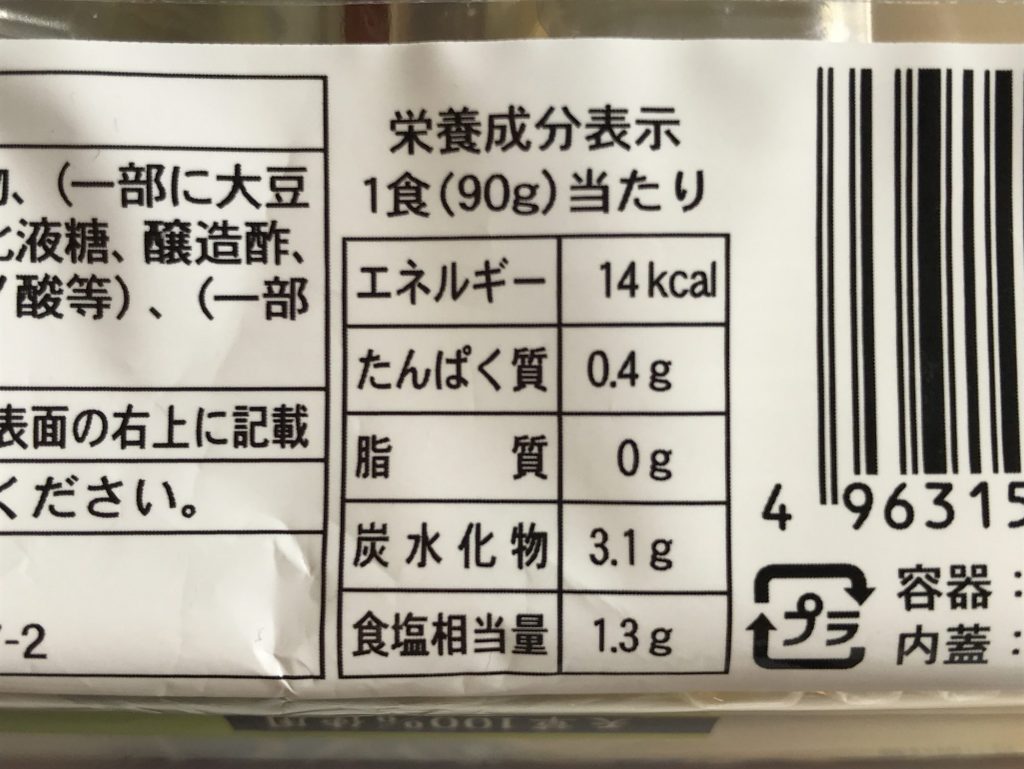 、(一部に大豆
液糖、醸造酢、
酸等)、(一部
表面の右上に記載
ください。
-2
栄養成分表示
1食(90g)当たり
エネルギー 14kcal
たんぱく質 0.4g
脂質 0g
炭水化物 3.1g
食塩相当量 1.3g
4 96315
プラ
容器:
内蓋: